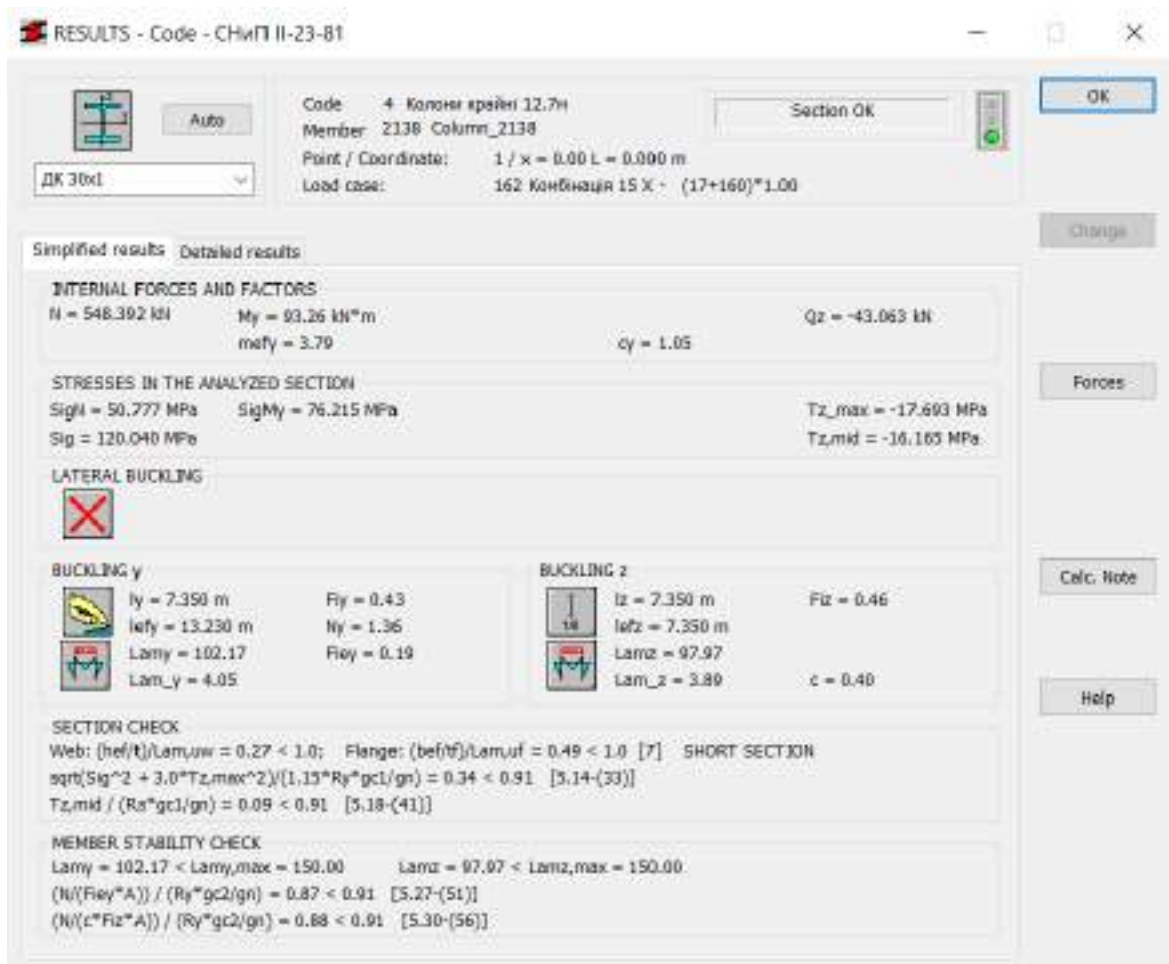 RESULTS - Code - СНиП II-23-81
Auto
ДК 30x1
Code 4 Колони крайні 12.7н
Member 2138 Column_2138
Point / Coordinate: 1 / x = 0.00 L = 0.000 m
Load case: 162 Комбінація 15 X - (17+160)*1.00
Section OK
OK
Change
Simplified results Detailed results
INTERNAL FORCES AND FACTORS
N = 548.392 kN My = 93.26 kN*m Qz = -43.063 kN
mefy = 3.79 cy = 1.05
Forces
STRESSES IN THE ANALYZED SECTION
SigN = 50.777 MPa SigMy = 76.215 MPa Tz_max = -17.693 MPa
Sig = 120.040 MPa Tz,mid = -16.165 MPa
LATERAL BUCKLING
BUCKLING y
ly = 7.350 m Fiy = 0.43
lefy = 13.230 m Ny = 1.36
Lamy = 102.17 Fiey = 0.19
Lam_y = 4.05
BUCKLING z
lz = 7.350 m Fiz = 0.46
lefz = 7.350 m
Lamz = 97.97
Lam_z = 3.89 c = 0.40
Calc. Note
Help
SECTION CHECK
Web: (hef/t)/Lam,uw = 0.27 < 1.0; Flange: (bef/tf)/Lam,uf = 0.49 < 1.0 [7] SHORT SECTION
sqrt(Sig^2 + 3.0*Tz,max^2)/(1.15*Ry*gc1/gn) = 0.34 < 0.91 [5.14-(33)]
Tz,mid / (Rs*gc1/gn) = 0.09 < 0.91 [5.18-(41)]
MEMBER STABILITY CHECK
Lamy = 102.17 < Lamy,max = 150.00 Lamz = 97.97 < Lamz,max = 150.00
(N/(Fiey*A)) / (Ry*gc2/gn) = 0.87 < 0.91 [5.27-(51)]
(N/(c*Fiz*A)) / (Ry*gc2/gn) = 0.88 < 0.91 [5.30-(56)]